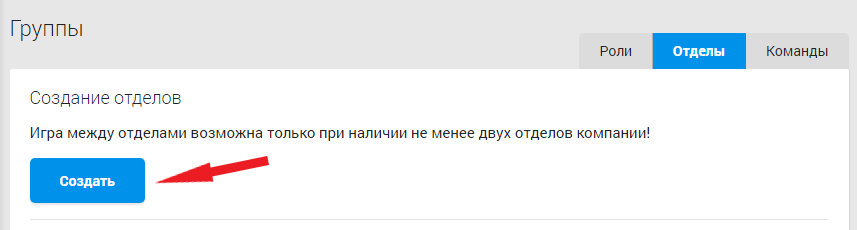 Группы
Роли
Отделы
Команды
Создание отделов
Игра между отделами возможна только при наличии не менее двух отделов компании!
Создать